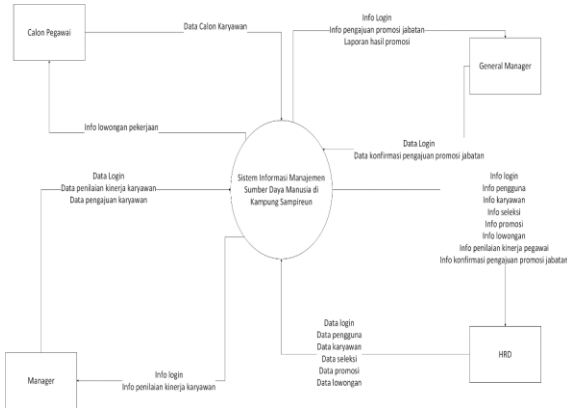 Calon Pegawai
Data Calon Karyawan
Info Login
Info pengajuan promosi jabatan
Laporan hasil promosi
General Manager
Info lowongan pekerjaan
Data Login
Data konfirmasi pengajuan promosi jabatan
Sistem Informasi Manajemen
Sumber Daya Manusia di
Kampung Sampireun
Data Login
Data penilaian kinerja karyawan
Data pengajuan karyawan
Info login
Info pengguna
Info karyawan
Info seleksi
Info promosi
Info lowongan
Info penilaian kinerja pegawai
Info konfirmasi pengajuan promosi jabatan
Data login
Data pengguna
Data karyawan
Data seleksi
Data promosi
Data lowongan
HRD
Manager
Info login
Info penilaian kinerja karyawan